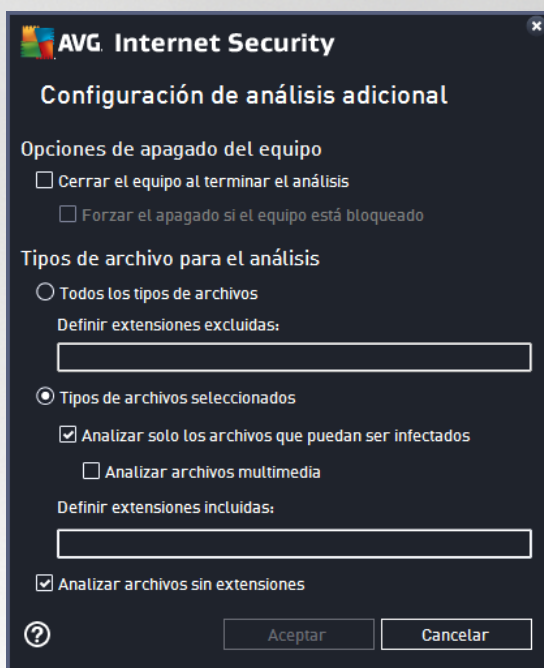 AVG Internet Security
Configuración de análisis adicional
Opciones de apagado del equipo
Cerrar el equipo al terminar el análisis
Forzar el apagado si el equipo está bloqueado
Tipos de archivo para el análisis
Todos los tipos de archivos
Definir extensiones excluidas:
Tipos de archivos seleccionados
Analizar solo los archivos que puedan ser infectados
Analizar archivos multimedia
Definir extensiones incluidas:
Analizar archivos sin extensiones
Aceptar
Cancelar